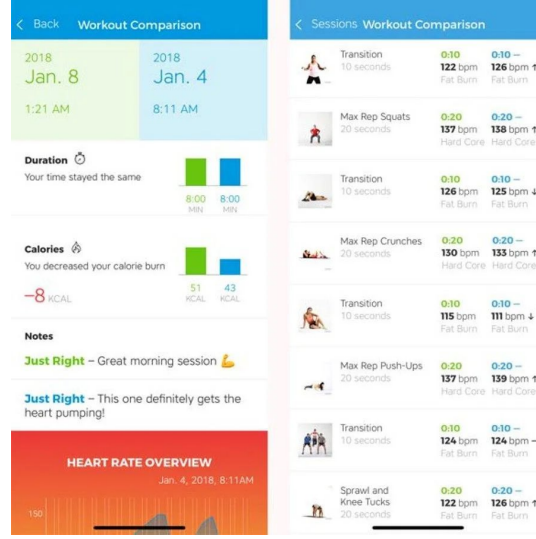 Back Workout Comparison
2018 2018
Jan. 8 Jan. 4
1:21 AM 8:11 AM
Duration
Your time stayed the same
8:00 8:00
MIN MIN
Calories
You decreased your calorie burn
-8 KCAL
51 43
KCAL KCAL
Notes
Just Right – Great morning session
Just Right – This one definitely gets the
heart pumping!
HEART RATE OVERVIEW
Jan. 4, 2018, 8:11AM
150
Sessions Workout Comparison
Transition 0:10 0:10 –
10 seconds 122 bpm 126 bpm ↑
Fat Burn Fat Burn
Max Rep Squats 0:20 0:20 –
20 seconds 137 bpm 138 bpm ↑
Hard Core Hard Core
Transition 0:10 0:10 –
10 seconds 126 bpm 125 bpm ↓
Fat Burn Fat Burn
Max Rep Crunches 0:20 0:20 –
20 seconds 130 bpm 133 bpm ↑
Hard Core Hard Core
Transition 0:10 0:10 –
10 seconds 115 bpm 111 bpm ↓
Fat Burn Fat Burn
Max Rep Push-Ups 0:20 0:20 –
20 seconds 137 bpm 139 bpm ↑
Hard Core Hard Core
Transition 0:10 0:10 –
10 seconds 124 bpm 124 bpm –
Fat Burn Fat Burn
Sprawl and 0:20 0:20 –
Knee Tucks 122 bpm 126 bpm ↑
20 seconds Fat Burn Fat Burn